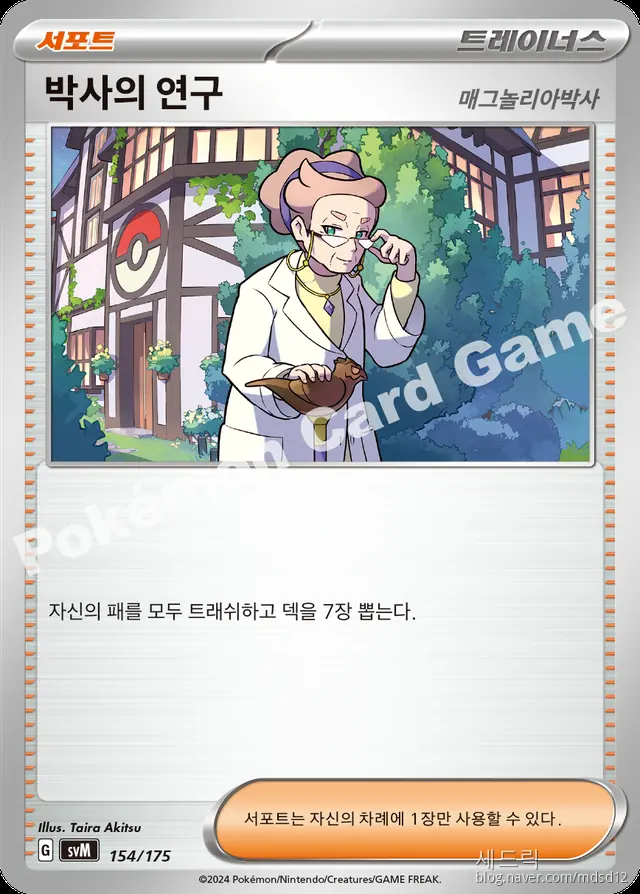 서포트
트레이너스
박사의 연구
매그놀리아박사
Pokémon Card Game
자신의 패를 모두 트래쉬하고 덱을 7장 뽑는다.
서포트는 자신의 차례에 1장만 사용할 수 있다.
Illus. Taira Akitsu
G svM 154/175
©2024 Pokémon/Nintendo/Creatures/GAME FREAK.
세드릭
blog.naver.com/mdsd12